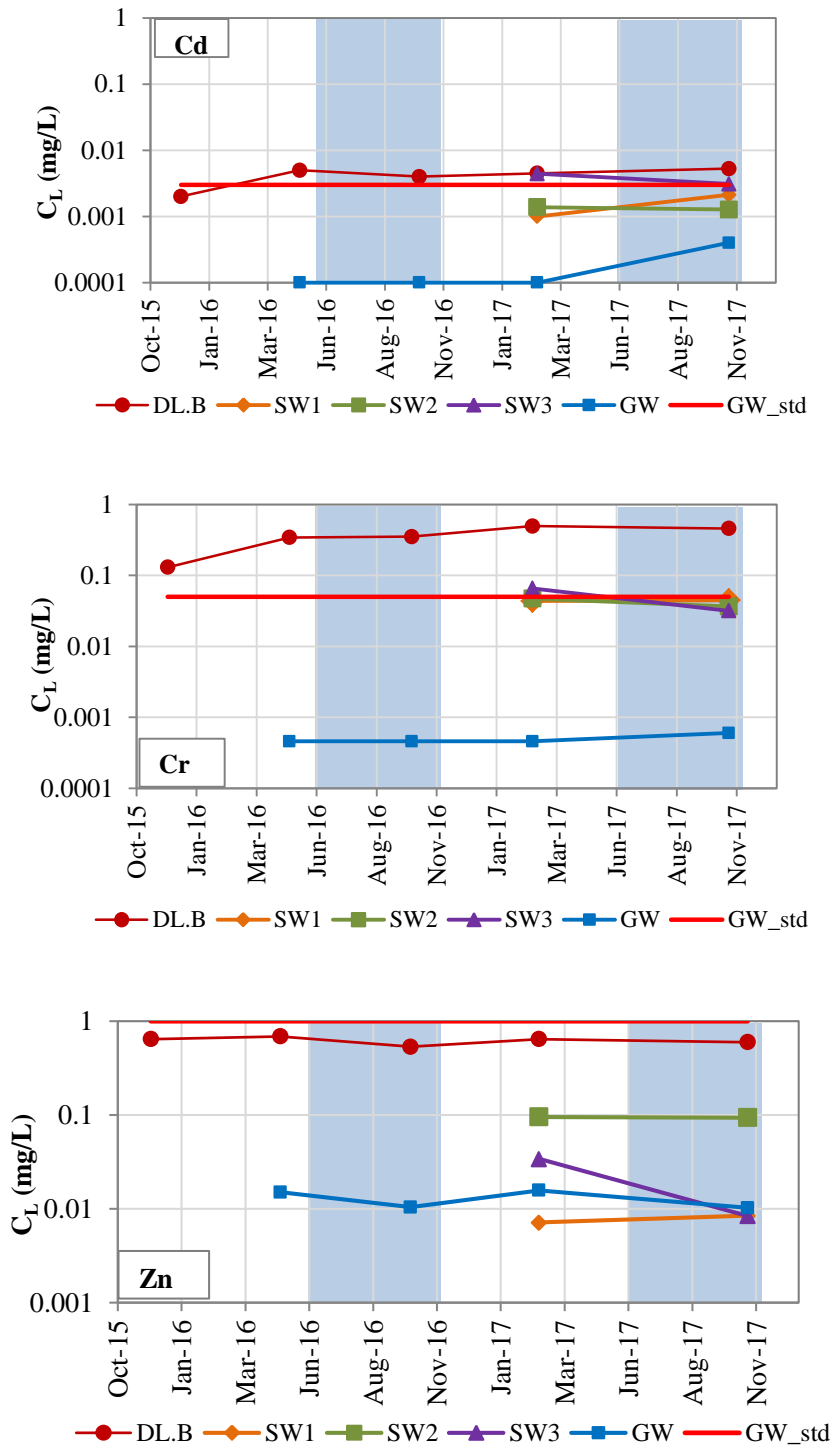 Cd
C_L (mg/L)
1
0.1
0.01
0.001
0.0001
Oct-15 Jan-16 Mar-16 Jun-16 Aug-16 Nov-16 Jan-17 Mar-17 Jun-17 Aug-17 Nov-17
DL.B SW1 SW2 SW3 GW GW_std
C_L (mg/L)
1
0.1
0.01
0.001
0.0001
Cr
Oct-15 Jan-16 Mar-16 Jun-16 Aug-16 Nov-16 Jan-17 Mar-17 Jun-17 Aug-17 Nov-17
DL.B SW1 SW2 SW3 GW GW_std
C_L (mg/L)
1
0.1
0.01
0.001
Zn
Oct-15 Jan-16 Mar-16 Jun-16 Aug-16 Nov-16 Jan-17 Mar-17 Jun-17 Aug-17 Nov-17
DL.B SW1 SW2 SW3 GW GW_std